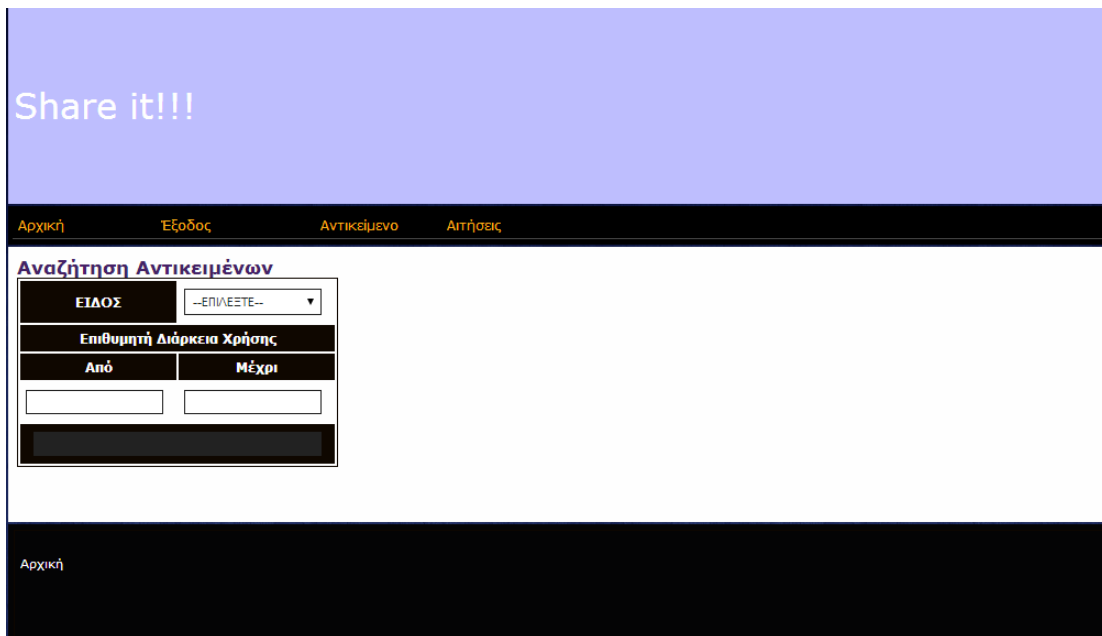 Share it!!!
Αρχική Έξοδος Αντικείμενο Αιτήσεις
Αναζήτηση Αντικειμένων
ΕΙΔΟΣ --ΕΠΙΛΕΞΤΕ--
Επιθυμητή Διάρκεια Χρήσης
Από Μέχρι
Αρχική